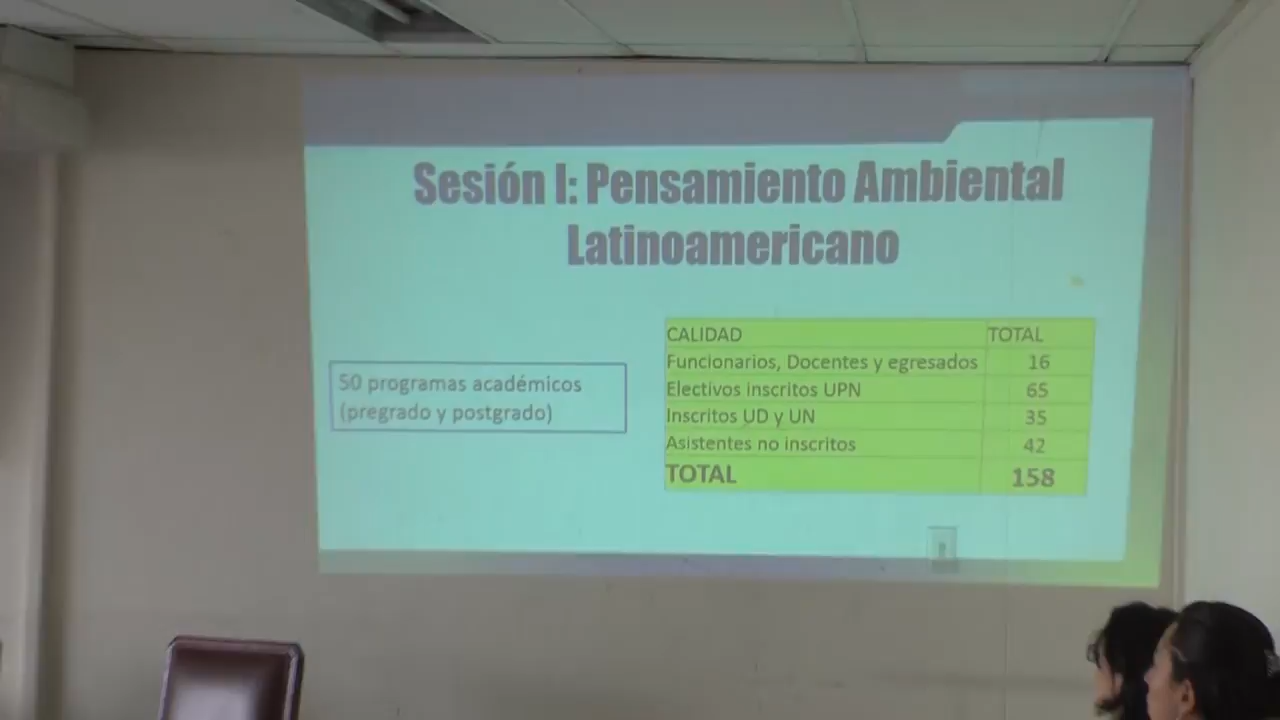 Sesión I: Pensamiento Ambiental
Latinoamericano
50 programas académicos
(pregrado y postgrado)
CALIDAD TOTAL
Funcionarios, Docentes y egresados 16
Electivos inscritos UPN 65
Inscritos UD y UN 35
Asistentes no inscritos 42
TOTAL 158